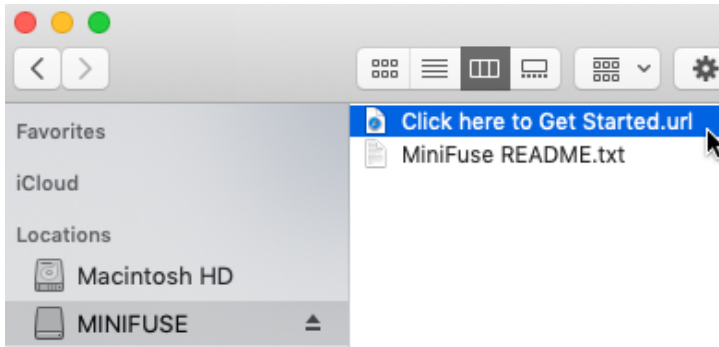 Favorites
iCloud
Locations
Macintosh HD
MINIFUSE
Click here to Get Started.url
MiniFuse README.txt